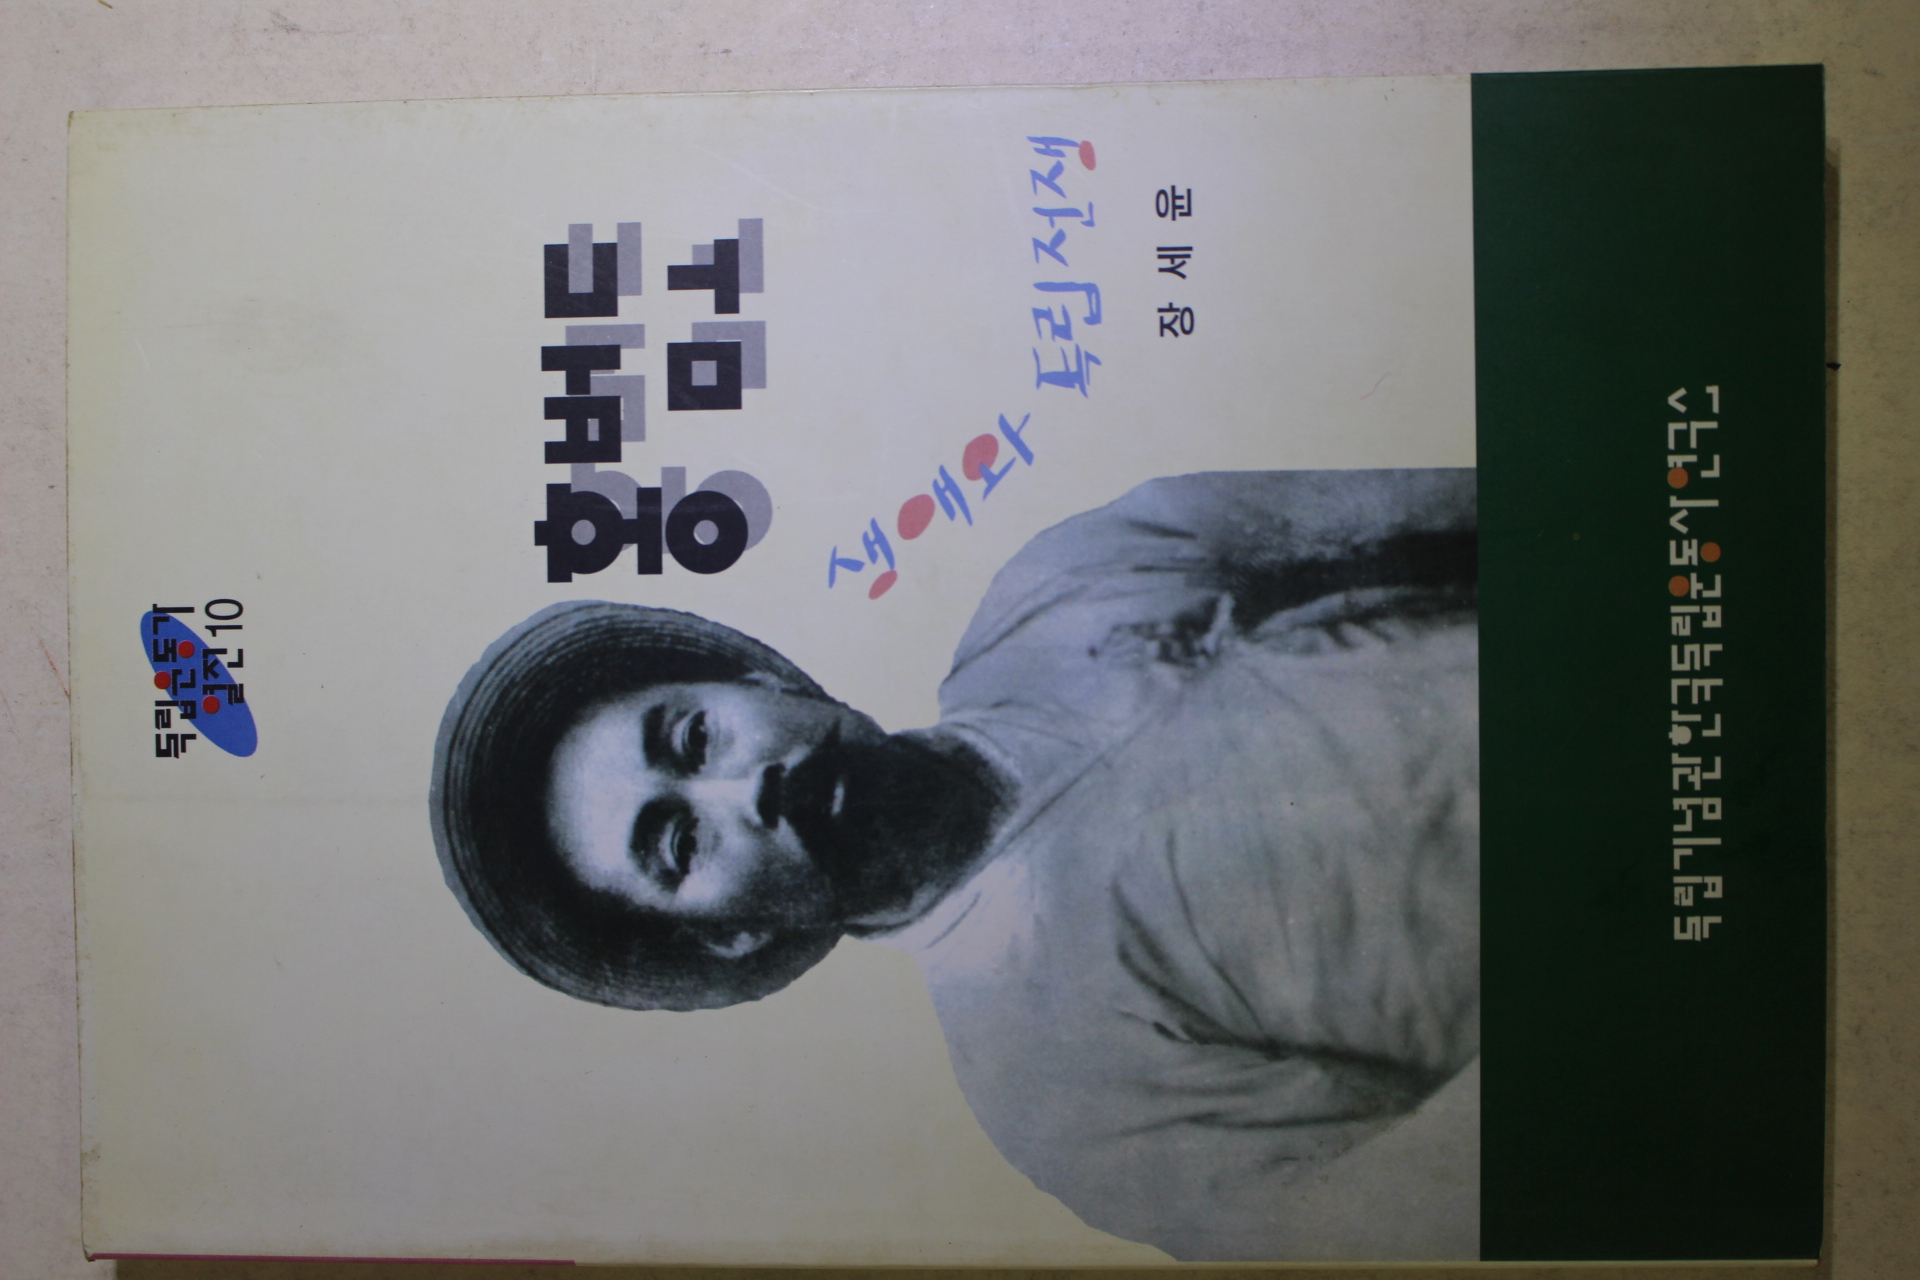 독립운동가
열전 10
홍범도
생애와
독립전쟁
장세윤
독립기념관한국독립운동사연구소